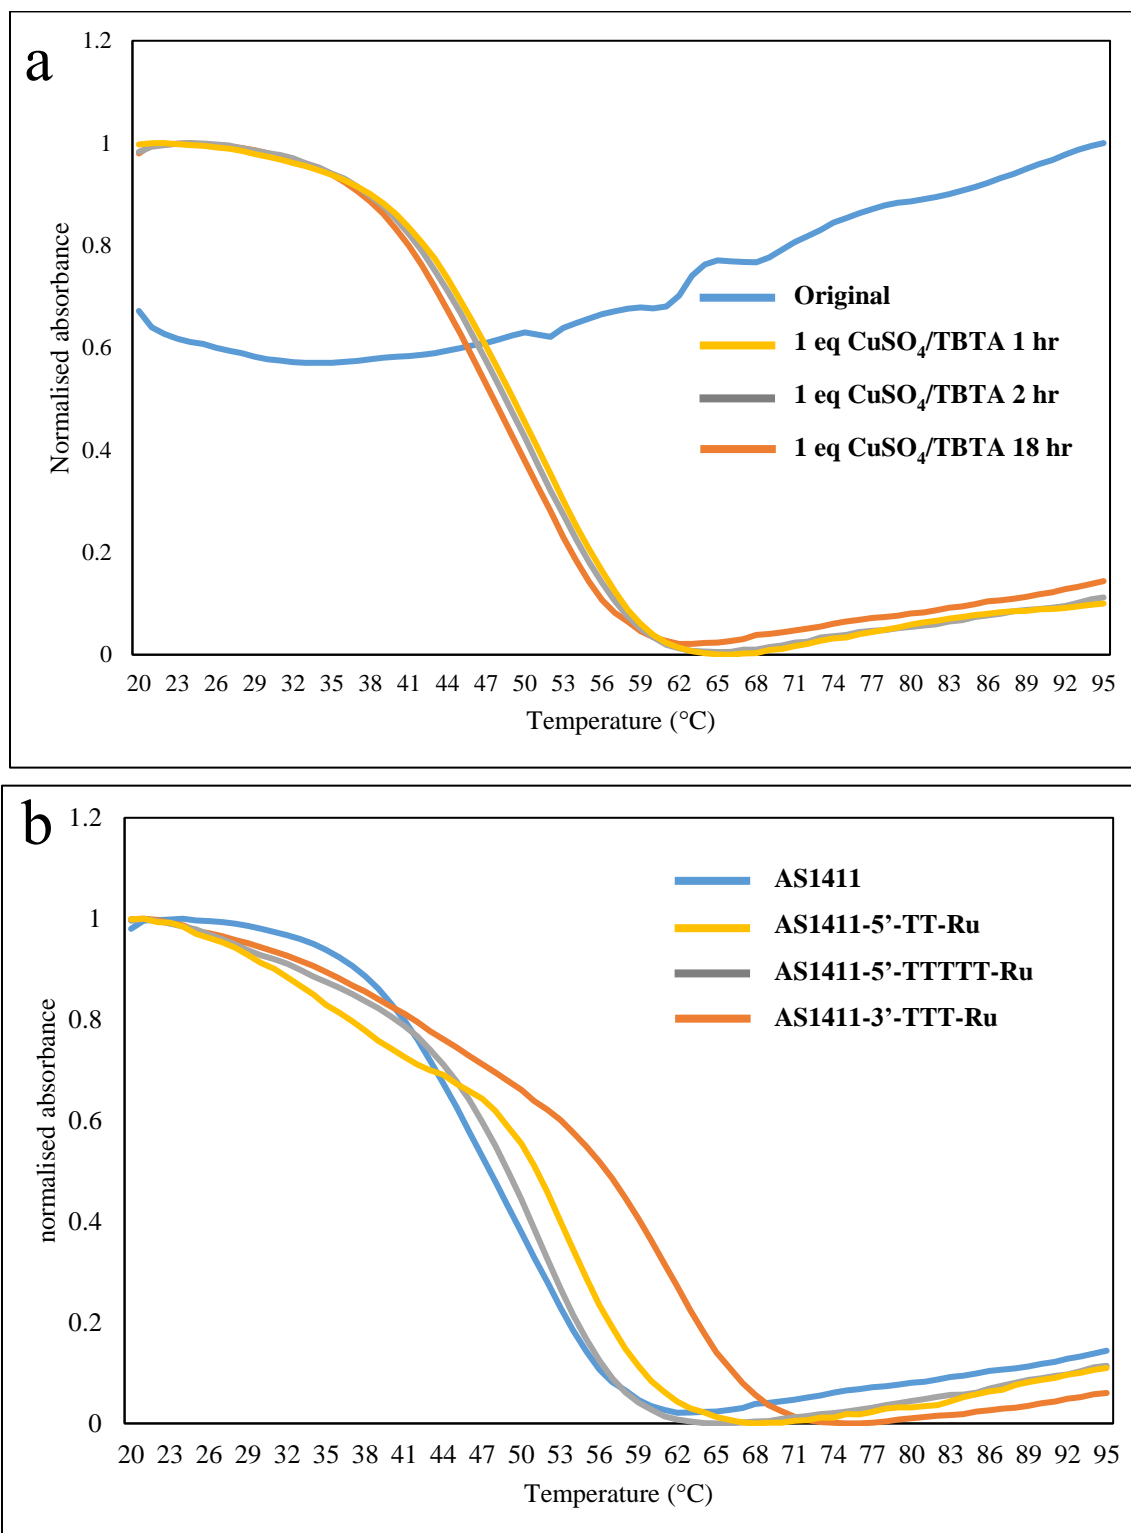 a
1.2
1
0.8
0.6
0.4
0.2
0
Normalised absorbance
Original
1 eq CuSO₄/TBTA 1 hr
1 eq CuSO₄/TBTA 2 hr
1 eq CuSO₄/TBTA 18 hr
20 23 26 29 32 35 38 41 44 47 50 53 56 59 62 65 68 71 74 77 80 83 86 89 92 95
Temperature (°C)
b
1.2
1
0.8
0.6
0.4
0.2
0
normalised absorbance
AS1411
AS1411-5’-TT-Ru
AS1411-5’-TTTTT-Ru
AS1411-3’-TTT-Ru
20 23 26 29 32 35 38 41 44 47 50 53 56 59 62 65 68 71 74 77 80 83 86 89 92 95
Temperature (°C)